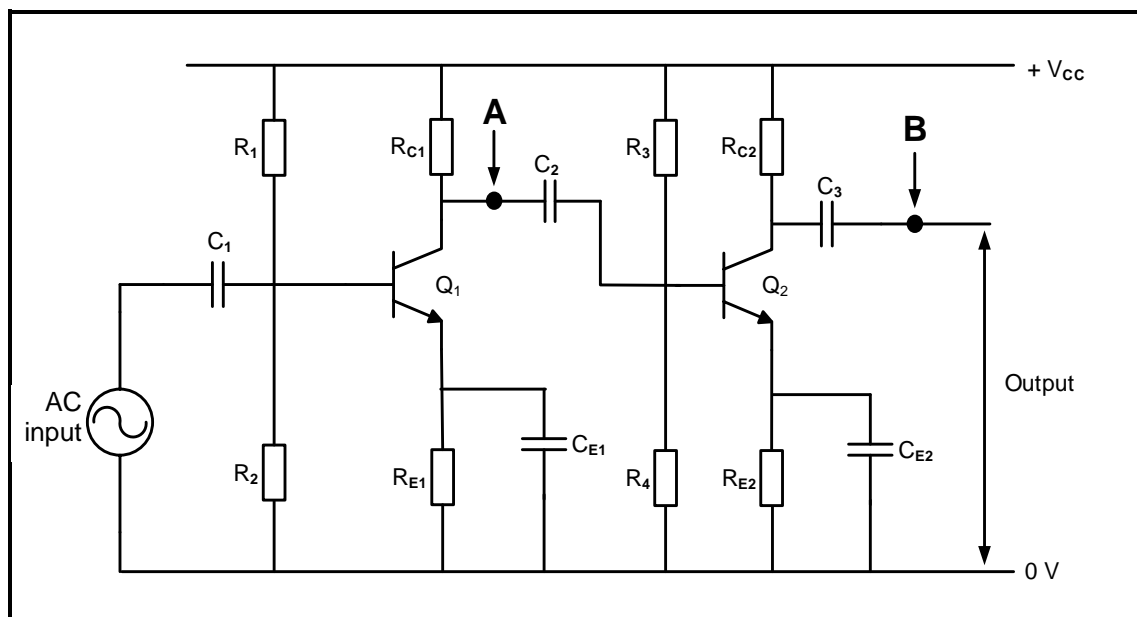 + VCC
A
R1
RC1
R3
RC2
B
C2
C3
C1
Q1
Q2
AC
input
Output
R2
RE1
CE1
R4
RE2
CE2
0 V